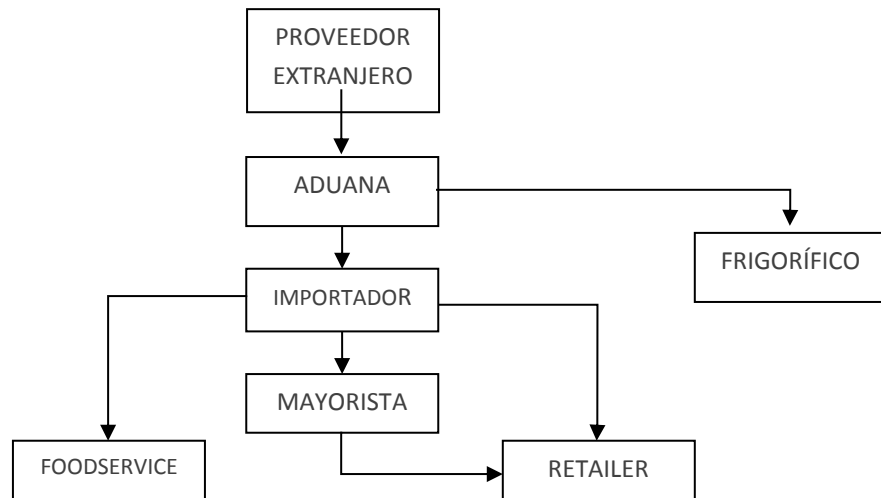 PROVEEDOR
EXTRANJERO
ADUANA
FRIGORÍFICO
IMPORTADOR
MAYORISTA
FOODSERVICE
RETAILER